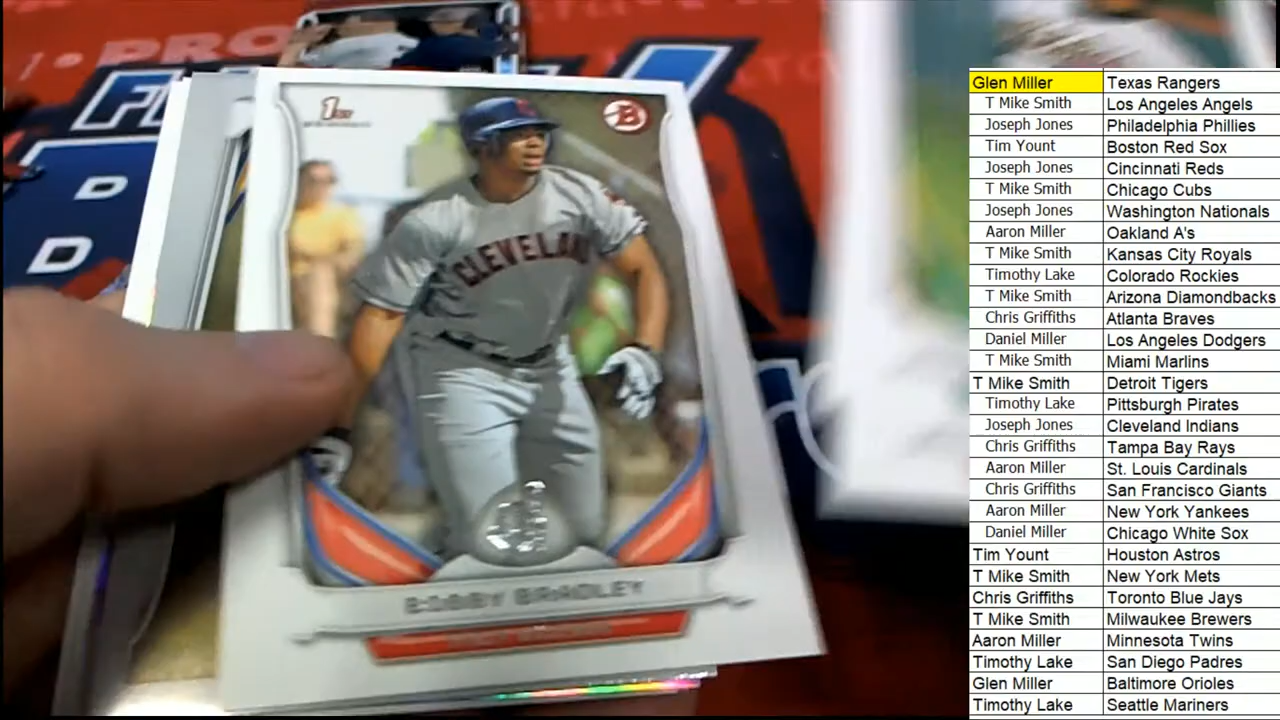 PRO
1ST
B
CLEVELAND
BOBBY BRADLEY
D
D
Glen Miller Texas Rangers
T Mike Smith Los Angeles Angels
Joseph Jones Philadelphia Phillies
Tim Yount Boston Red Sox
Joseph Jones Cincinnati Reds
T Mike Smith Chicago Cubs
Joseph Jones Washington Nationals
Aaron Miller Oakland A's
T Mike Smith Kansas City Royals
Timothy Lake Colorado Rockies
T Mike Smith Arizona Diamondbacks
Chris Griffiths Atlanta Braves
Daniel Miller Los Angeles Dodgers
T Mike Smith Miami Marlins
T Mike Smith Detroit Tigers
Timothy Lake Pittsburgh Pirates
Joseph Jones Cleveland Indians
Chris Griffiths Tampa Bay Rays
Aaron Miller St. Louis Cardinals
Chris Griffiths San Francisco Giants
Aaron Miller New York Yankees
Daniel Miller Chicago White Sox
Tim Yount Houston Astros
T Mike Smith New York Mets
Chris Griffiths Toronto Blue Jays
T Mike Smith Milwaukee Brewers
Aaron Miller Minnesota Twins
Timothy Lake San Diego Padres
Glen Miller Baltimore Orioles
Timothy Lake Seattle Mariners